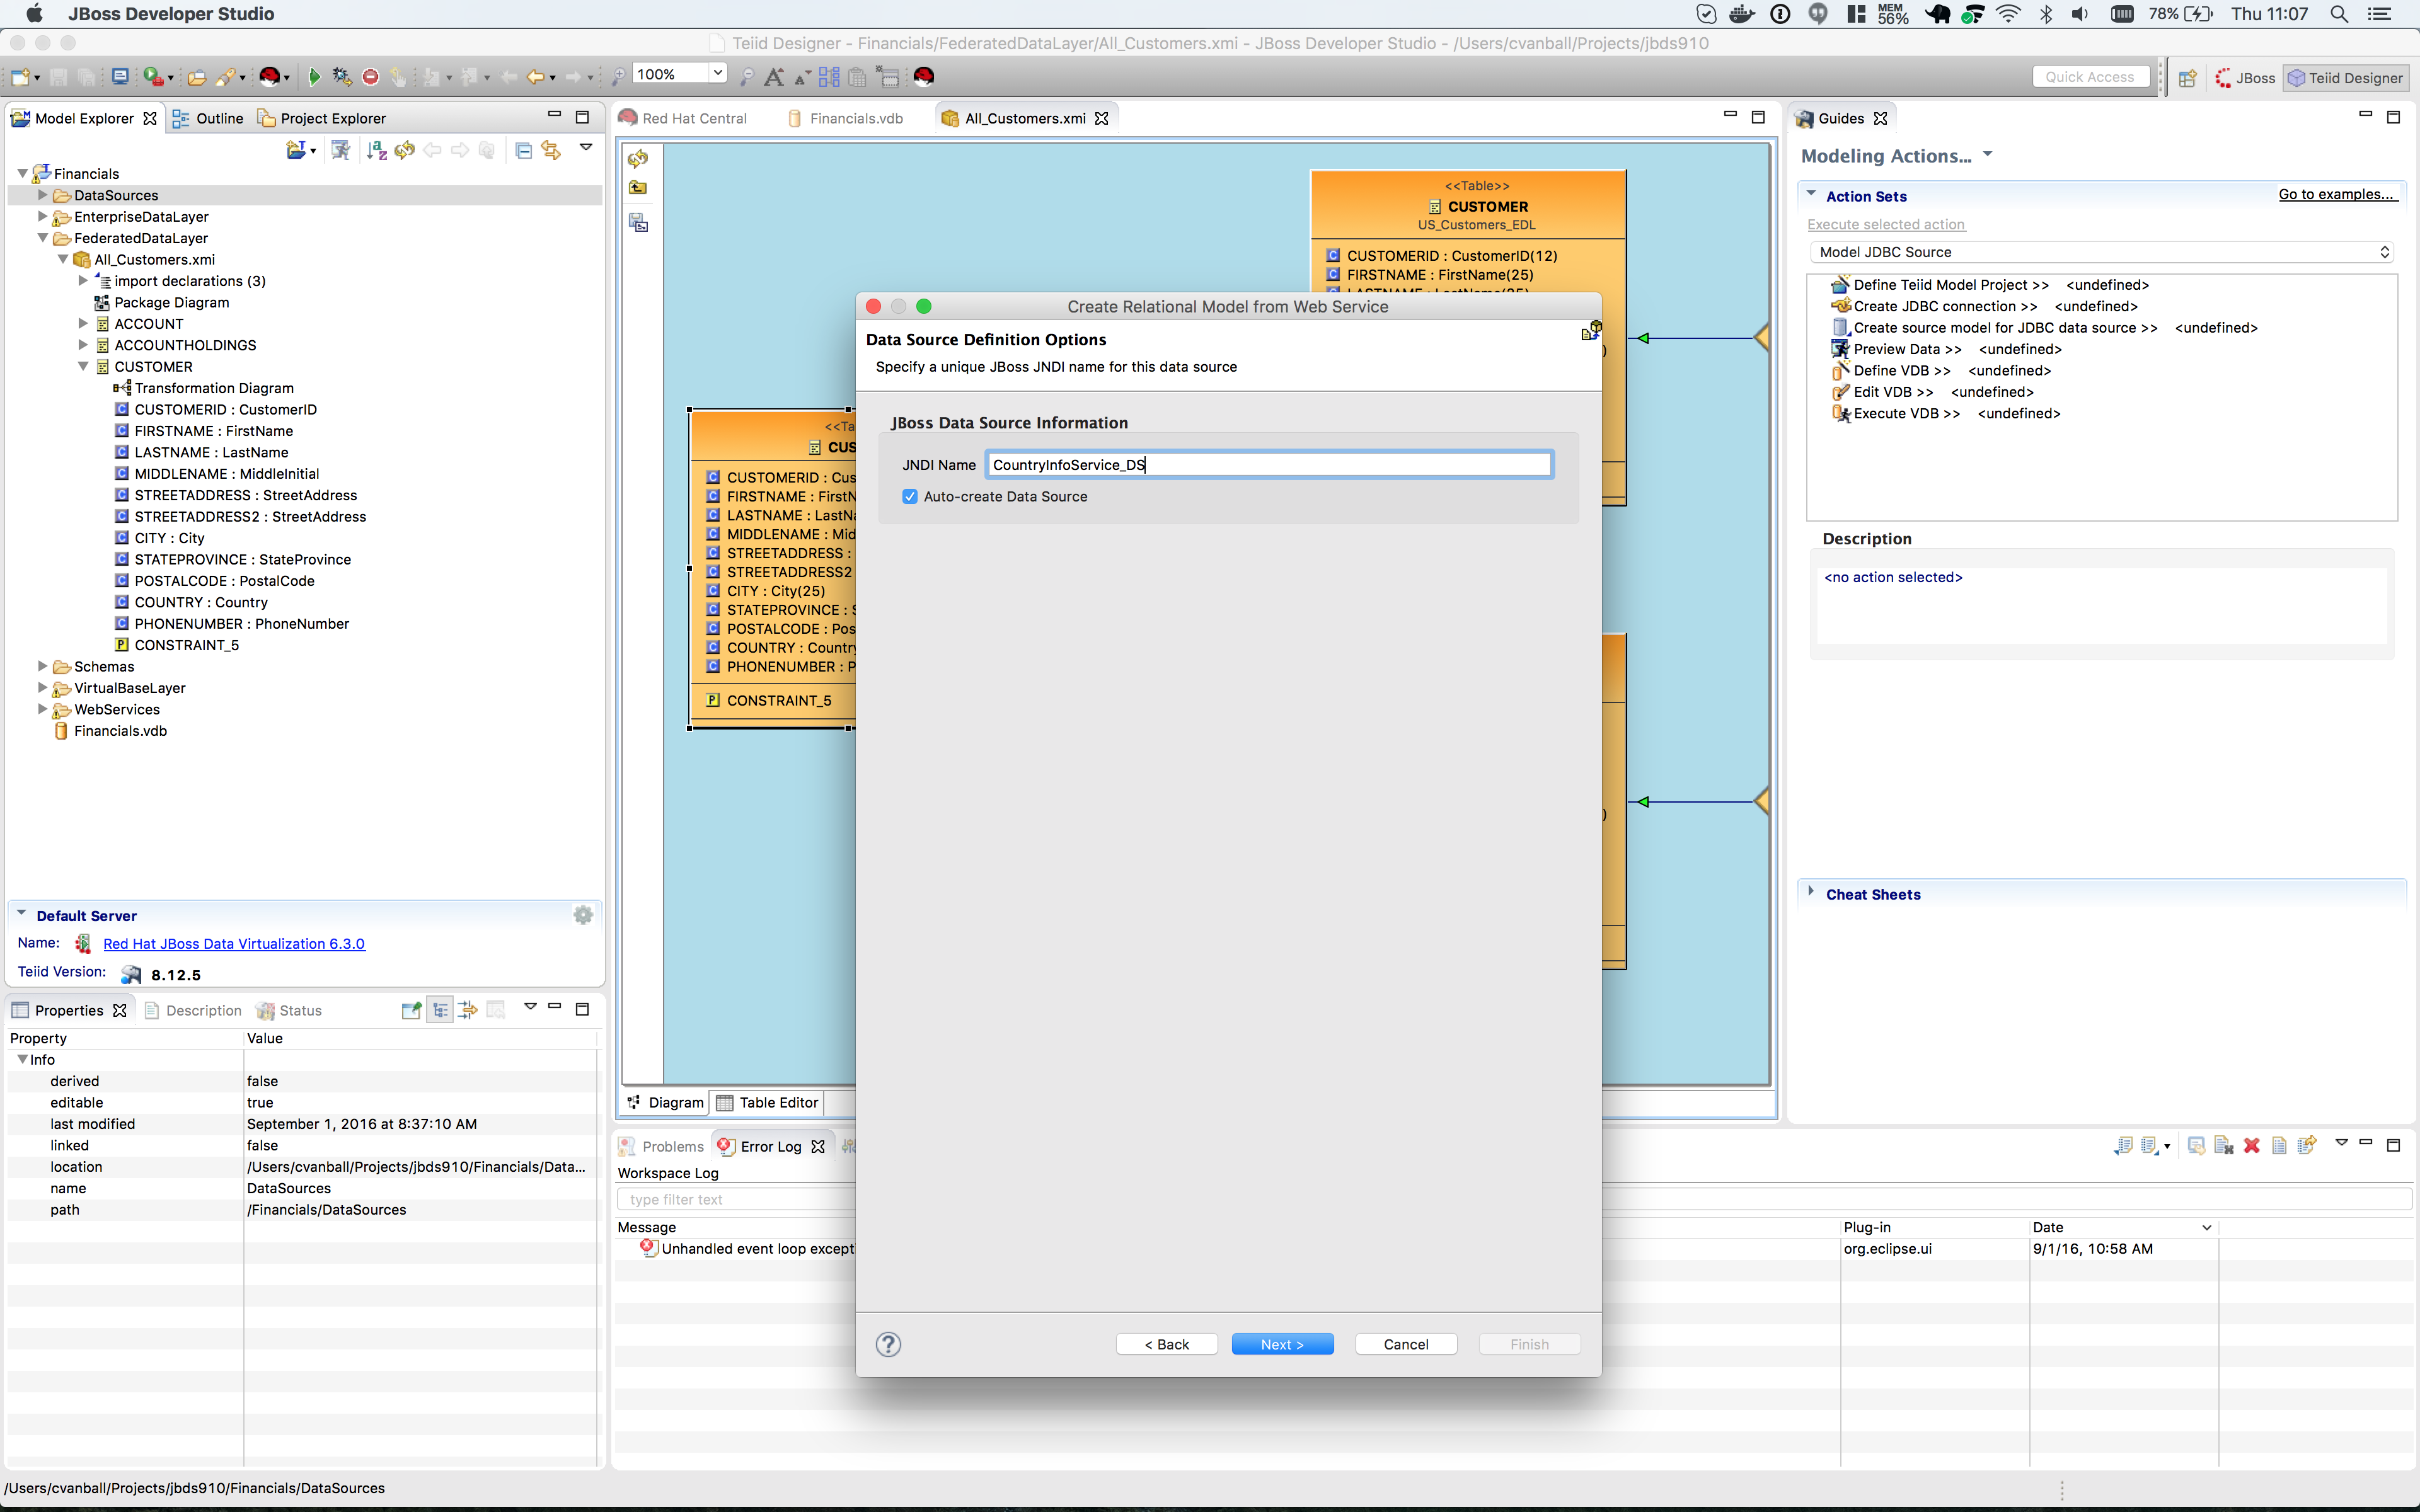 JBoss Developer Studio
MEM
56%
78%
Thu 11:07
Teiid Designer - Financials/FederatedDataLayer/All_Customers.xmi - JBoss Developer Studio - /Users/cvanball/Projects/jbds910
100%
Quick Access
JBoss
Teiid Designer
Model Explorer
Outline
Project Explorer
Financials
DataSources
EnterpriseDataLayer
FederatedDataLayer
All_Customers.xmi
import declarations (3)
Package Diagram
ACCOUNT
ACCOUNTHOLDINGS
CUSTOMER
Transformation Diagram
CUSTOMERID : CustomerID
FIRSTNAME : FirstName
LASTNAME : LastName
MIDDLENAME : MiddleInitial
STREETADDRESS : StreetAddress
STREETADDRESS2 : StreetAddress
CITY : City
STATEPROVINCE : StateProvince
POSTALCODE : PostalCode
COUNTRY : Country
PHONENUMBER : PhoneNumber
CONSTRAINT_5
Schemas
VirtualBaseLayer
WebServices
Financials.vdb
Default Server
Name:
Red Hat JBoss Data Virtualization 6.3.0
Teiid Version:
8.12.5
Properties
Description
Status
Property
Value
Info
derived
false
editable
true
last modified
September 1, 2016 at 8:37:10 AM
linked
false
location
/Users/cvanball/Projects/jbds910/Financials/Data...
name
DataSources
path
/Financials/DataSources
/Users/cvanball/Projects/jbds910/Financials/DataSources
Red Hat Central
Financials.vdb
All_Customers.xmi
<<Table>>
CUSTOMER
US_Customers_EDL
CUSTOMERID : CustomerID(12)
FIRSTNAME : FirstName(25)
<<Ta
CUS
CUSTOMERID : Cus
FIRSTNAME : FirstN
LASTNAME : LastNa
MIDDLENAME : Mid
STREETADDRESS :
STREETADDRESS2
CITY : City(25)
STATEPROVINCE : S
POSTALCODE : Pos
COUNTRY : Country
PHONENUMBER : P
CONSTRAINT_5
Create Relational Model from Web Service
Data Source Definition Options
Specify a unique JBoss JNDI name for this data source
JBoss Data Source Information
JNDI Name
CountryInfoService_DS
Auto-create Data Source
?
< Back
Next >
Cancel
Finish
Diagram
Table Editor
Problems
Error Log
Workspace Log
type filter text
Message
Plug-in
Date
Unhandled event loop except
org.eclipse.ui
9/1/16, 10:58 AM
Guides
Modeling Actions...
Action Sets
Go to examples...
Execute selected action
Model JDBC Source
Define Teiid Model Project >> <undefined>
Create JDBC connection >> <undefined>
Create source model for JDBC data source >> <undefined>
Preview Data >> <undefined>
Define VDB >> <undefined>
Edit VDB >> <undefined>
Execute VDB >> <undefined>
Description
<no action selected>
Cheat Sheets